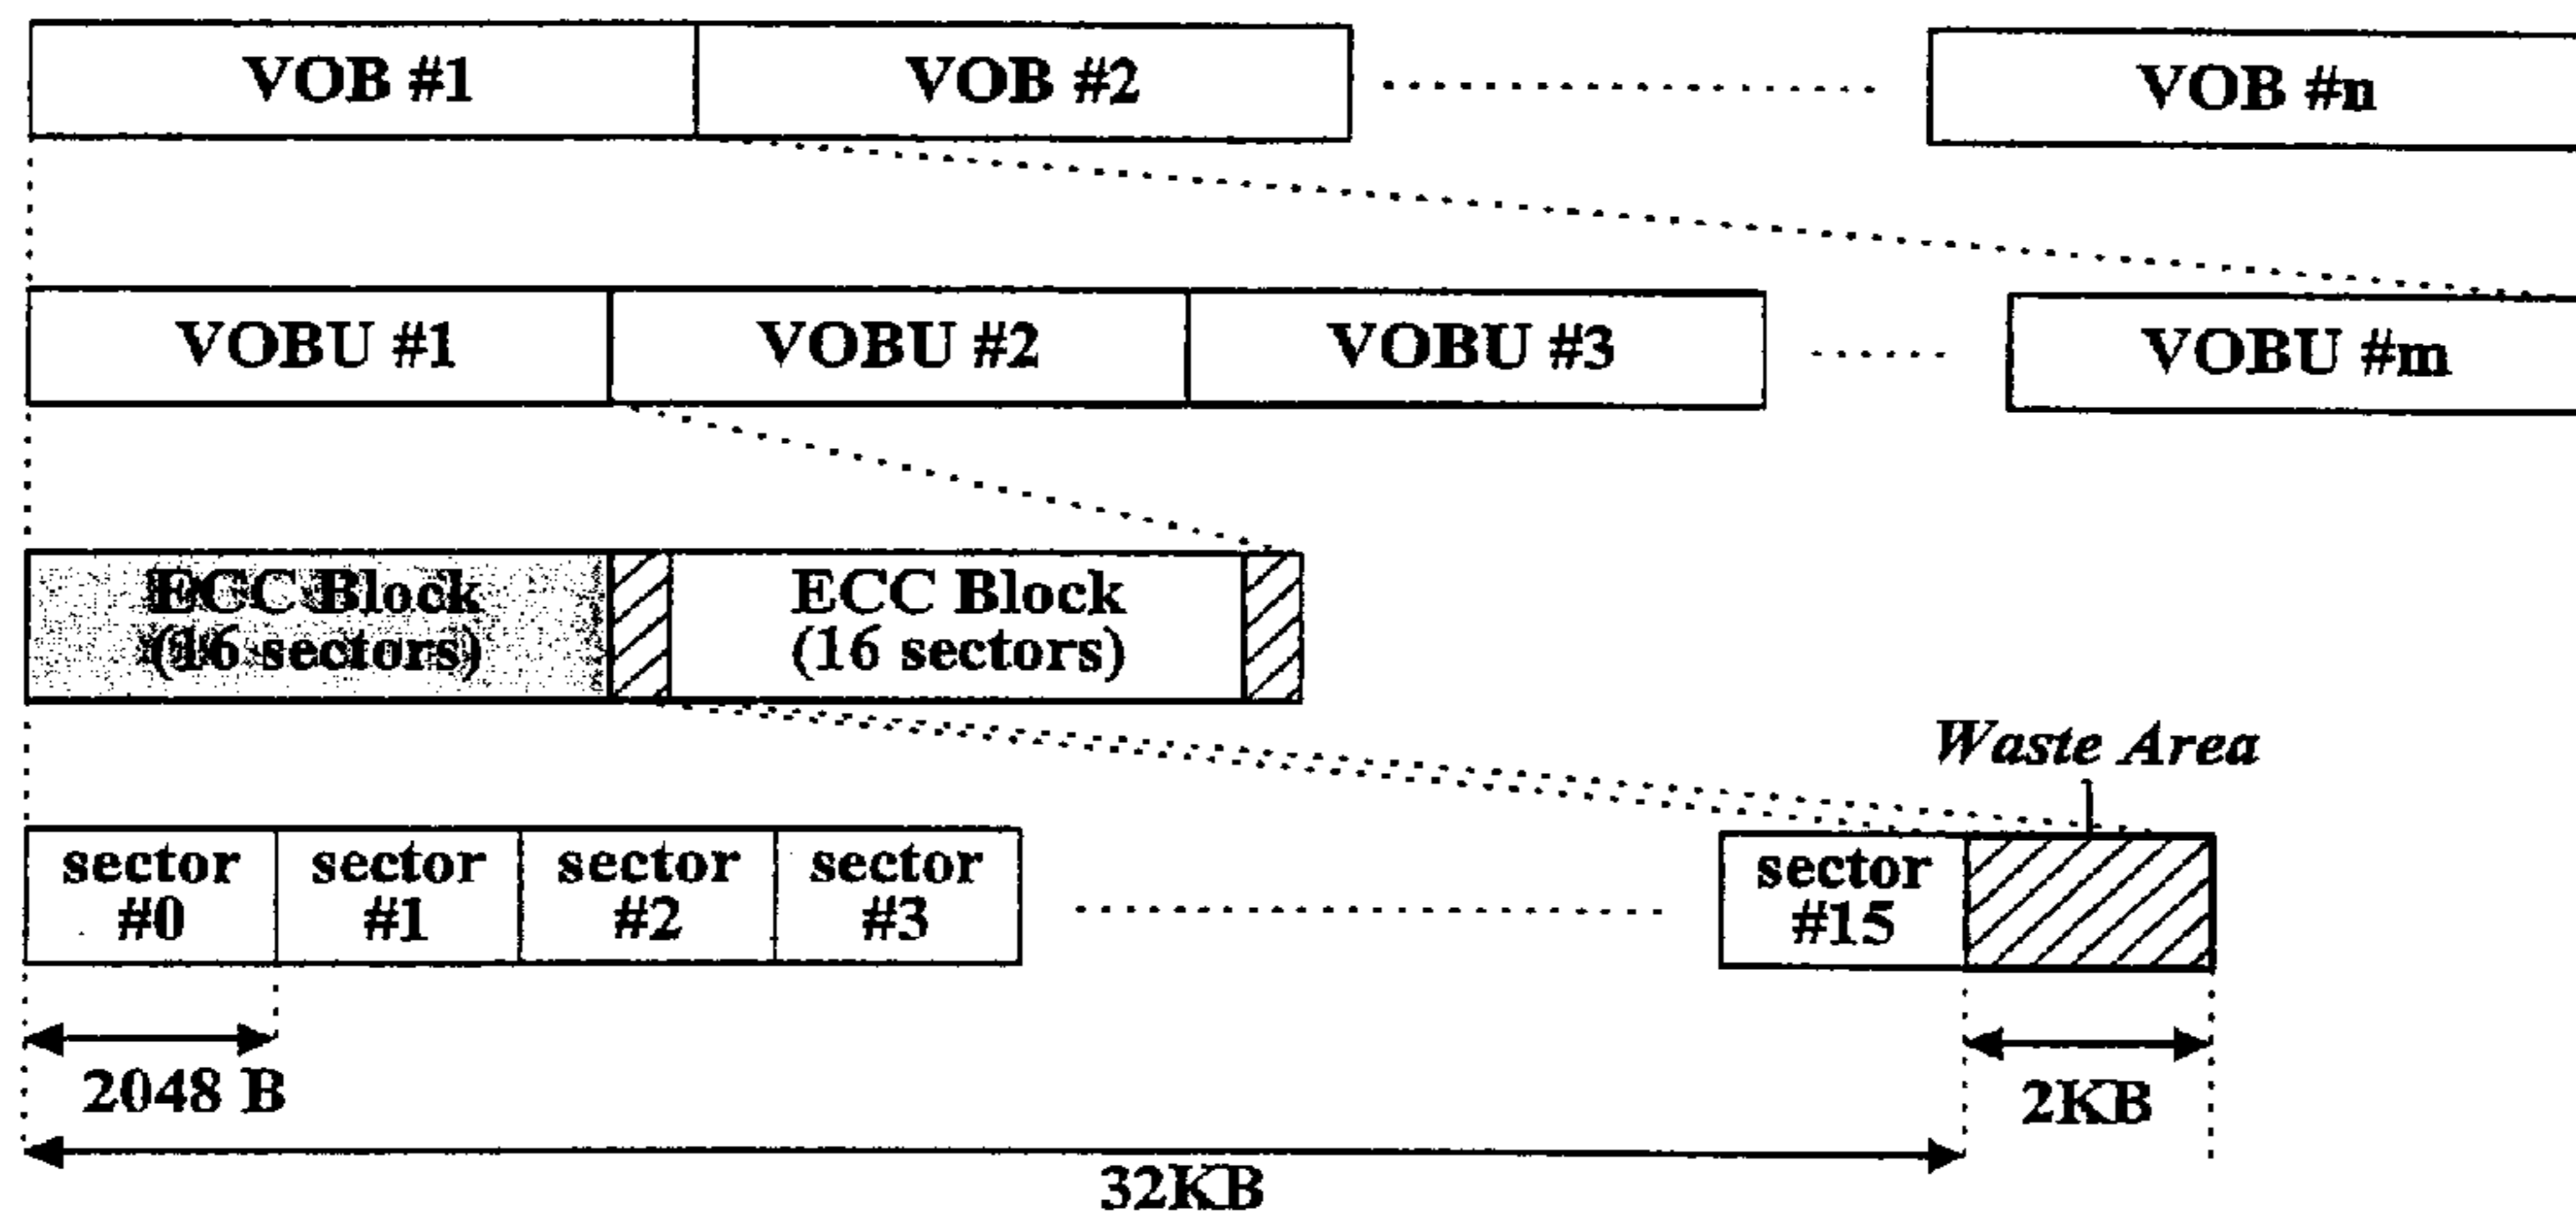 VOB #1
VOB #2
VOB #n
VOBU #1
VOBU #2
VOBU #3
VOBU #m
ECC Block
(16 sectors)
ECC Block
(16 sectors)
Waste Area
sector
#0
sector
#1
sector
#2
sector
#3
sector
#15
2048 B
2KB
32KB